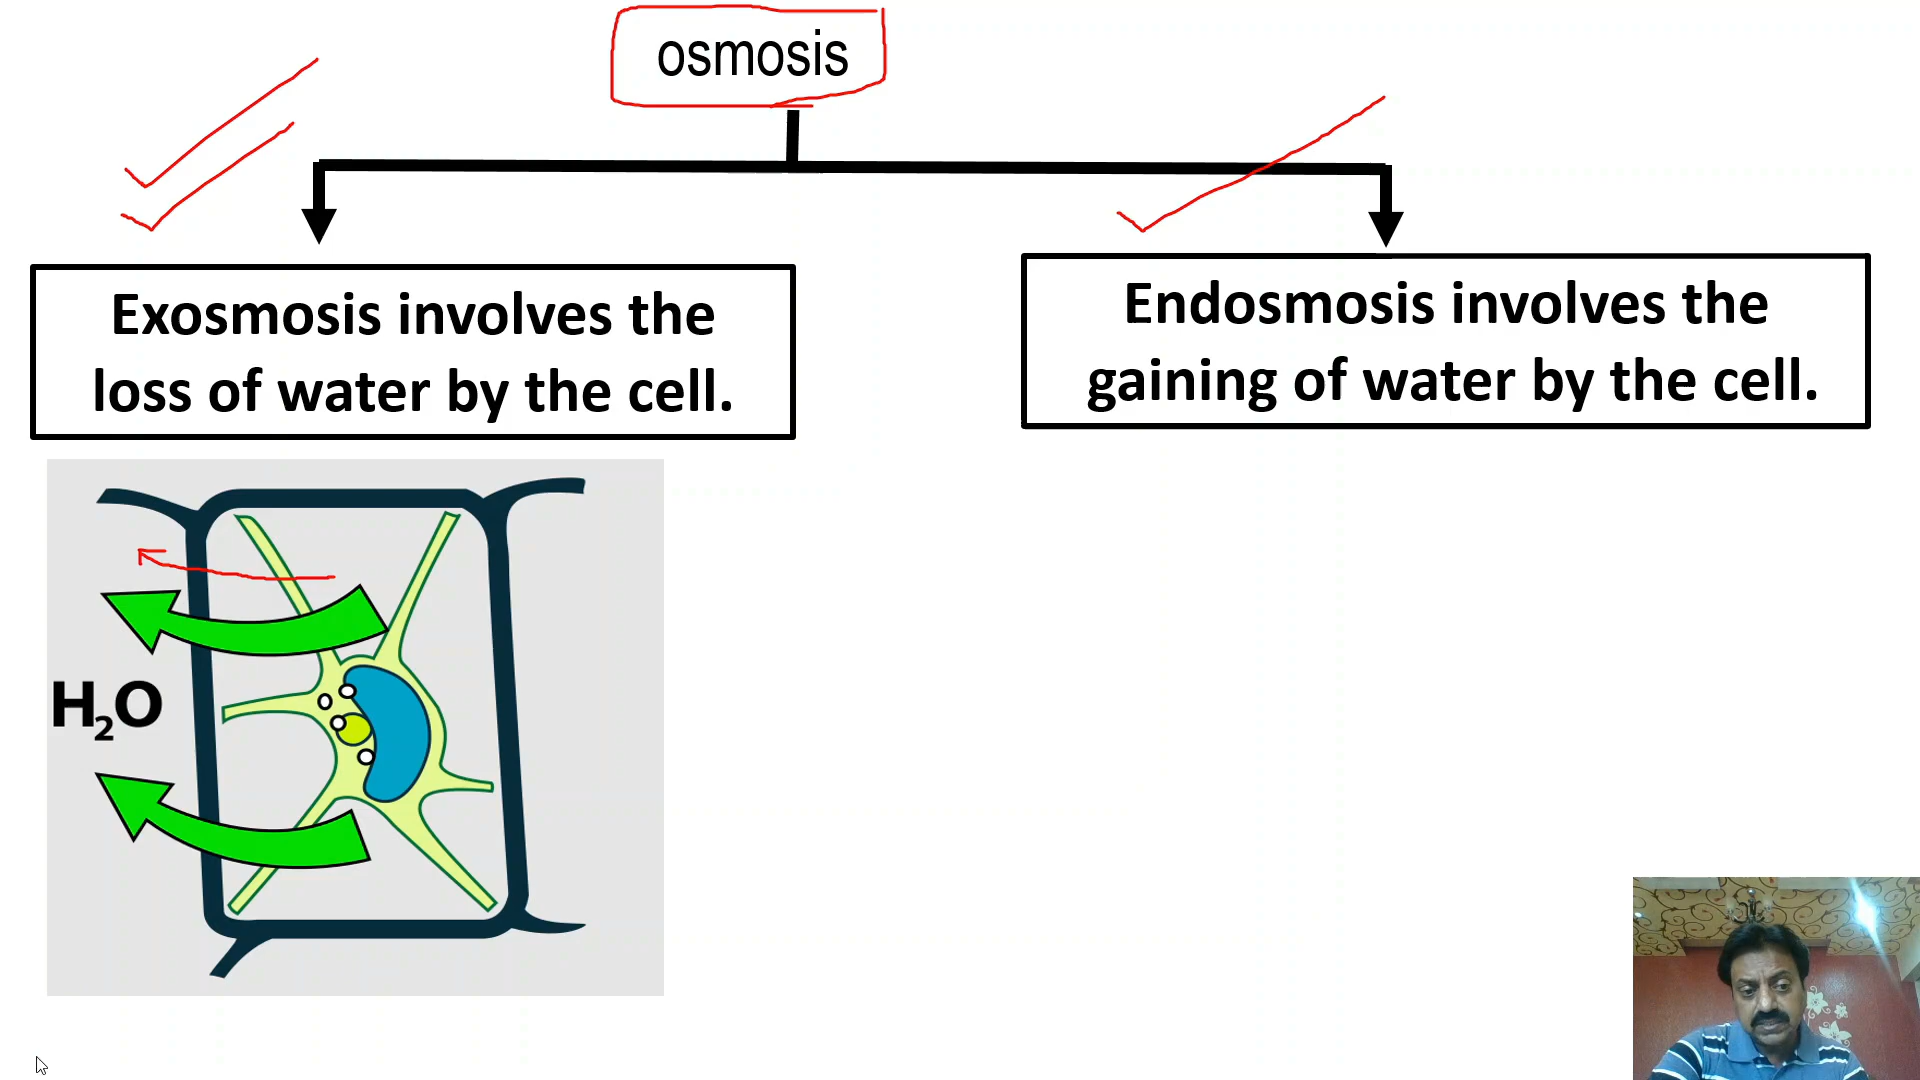 osmosis
Exosmosis involves the
loss of water by the cell.
Endosmosis involves the
gaining of water by the cell.
H₂O